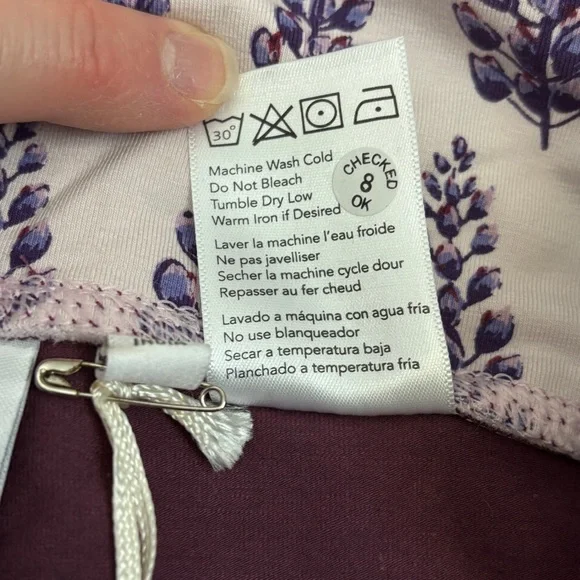 30°
Machine Wash Cold
Do Not Bleach
Tumble Dry Low
Warm Iron if Desired
CHECKED
8
OK
Laver la machine l'eau froide
Ne pas javelliser
Secher la machine cycle dour
Repasser au fer cheud
Lavado a máquina con agua fría
No use blanqueador
Secar a temperatura baja
Planchado a temperatura fría